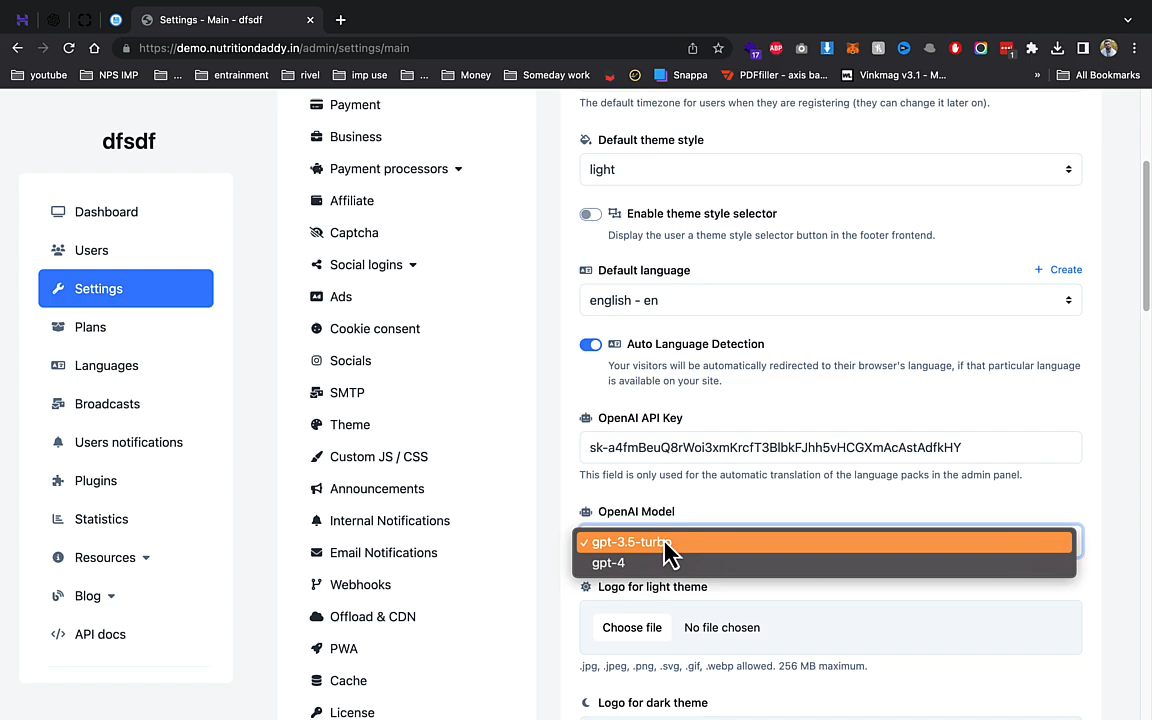 Settings - Main - dfsdf
https://demo.nutritiondaddy.in/admin/settings/main
17
ABP
1
youtube
NPS IMP
...
entrainment
rivel
imp use
...
Money
Someday work
Snappa
PDFfiller - axis ba...
Vinkmag v3.1 - M...
»
All Bookmarks
dfsdf
Dashboard
Users
Settings
Plans
Languages
Broadcasts
Users notifications
Plugins
Statistics
Resources
Blog
API docs
Payment
Business
Payment processors
Affiliate
Captcha
Social logins
Ads
Cookie consent
Socials
SMTP
Theme
Custom JS / CSS
Announcements
Internal Notifications
Email Notifications
Webhooks
Offload & CDN
PWA
Cache
License
The default timezone for users when they are registering (they can change it later on).
Default theme style
light
Enable theme style selector
Display the user a theme style selector button in the footer frontend.
Default language
+ Create
english - en
Auto Language Detection
Your visitors will be automatically redirected to their browser's language, if that particular language
is available on your site.
OpenAI API Key
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
This field is only used for the automatic translation of the language packs in the admin panel.
OpenAI Model
✓ gpt-3.5-turbo
gpt-4
Logo for light theme
Choose file No file chosen
.jpg, .jpeg, .png, .svg, .gif, .webp allowed. 256 MB maximum.
Logo for dark theme